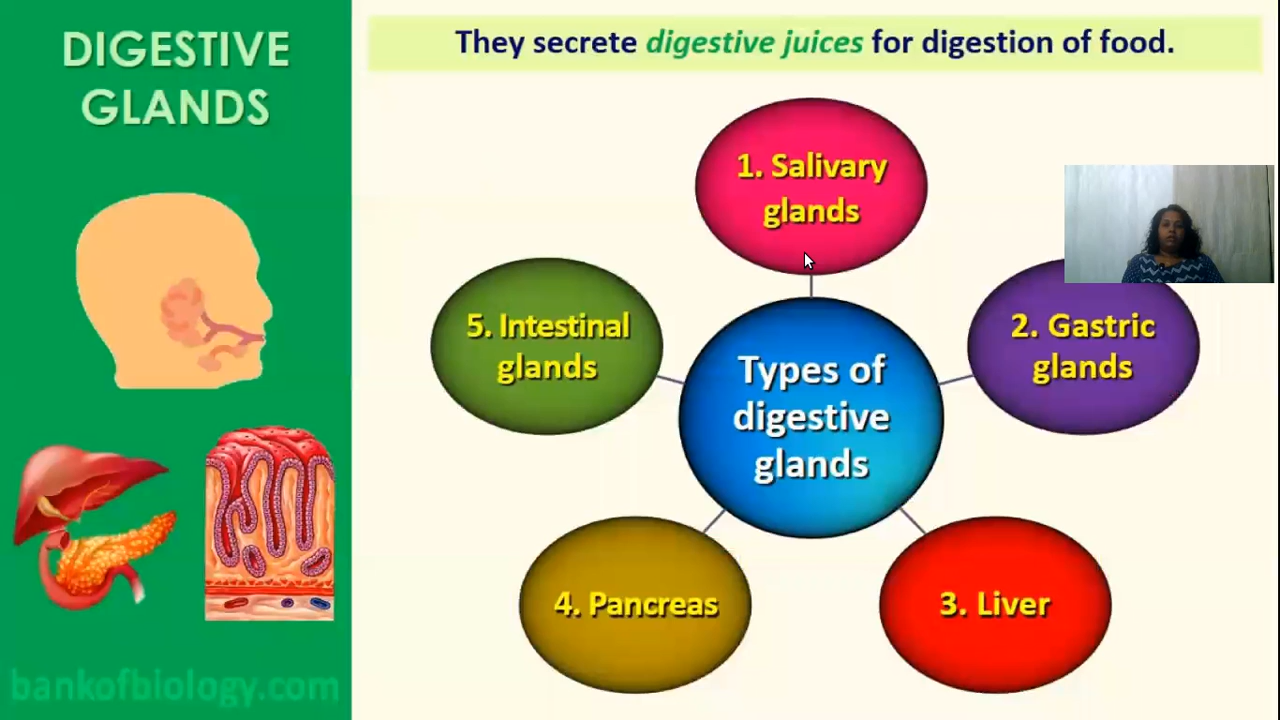 DIGESTIVE
GLANDS
They secrete digestive juices for digestion of food.
1. Salivary
glands
2. Gastric
glands
3. Liver
4. Pancreas
5. Intestinal
glands
Types of
digestive
glands
bankofbiology.com